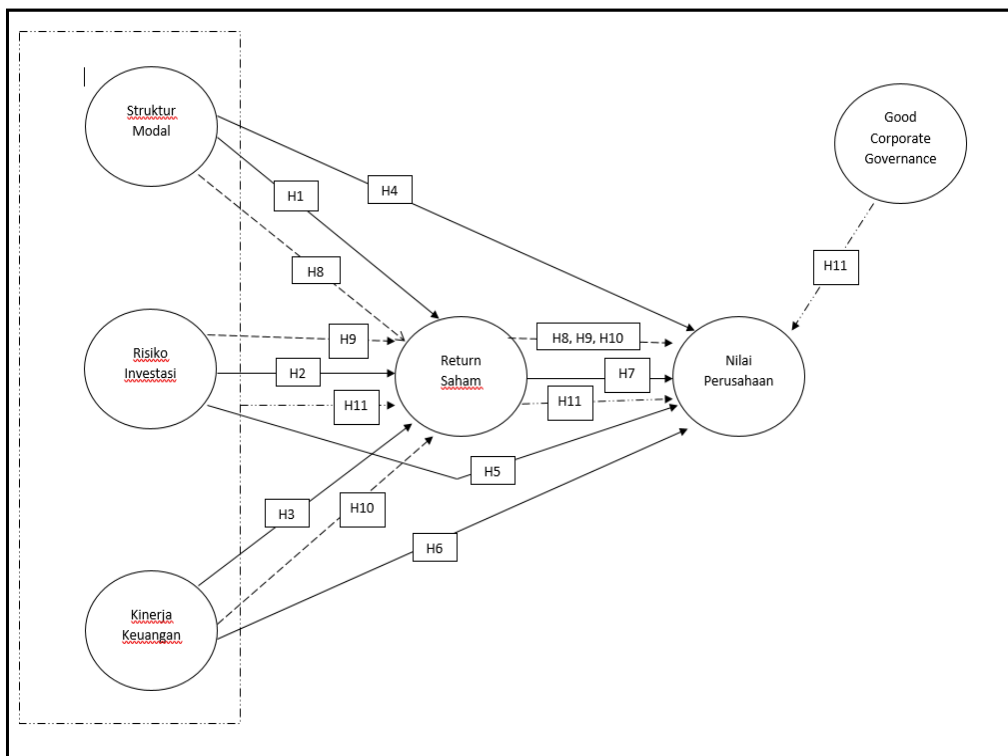 Struktur
Modal
Good
Corporate
Governance
H1
H4
H8
H11
H9
H8, H9, H10
Risiko
Investasi
H2
Return
Saham
H7
Nilai
Perusahaan
H11
H11
H5
H3
H10
H6
Kinerja
Keuangan